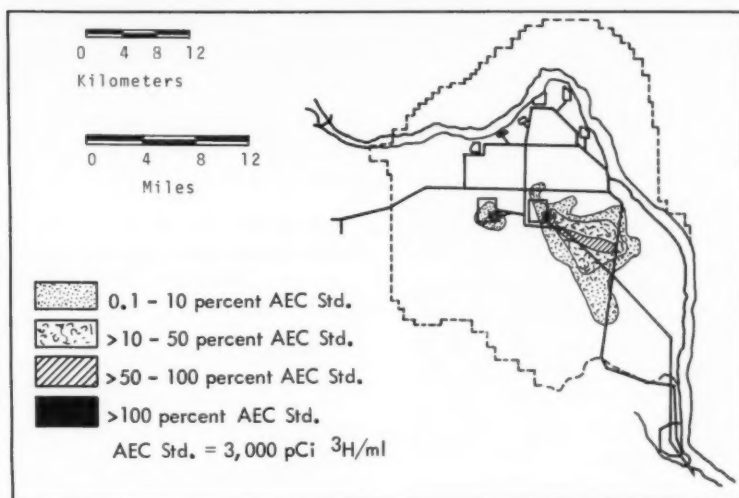 0 4 8 12
Kilometers
0 4 8 12
Miles
0.1 - 10 percent AEC Std.
>10 - 50 percent AEC Std.
>50 - 100 percent AEC Std.
>100 percent AEC Std.
AEC Std. = 3,000 pCi ³H/ml